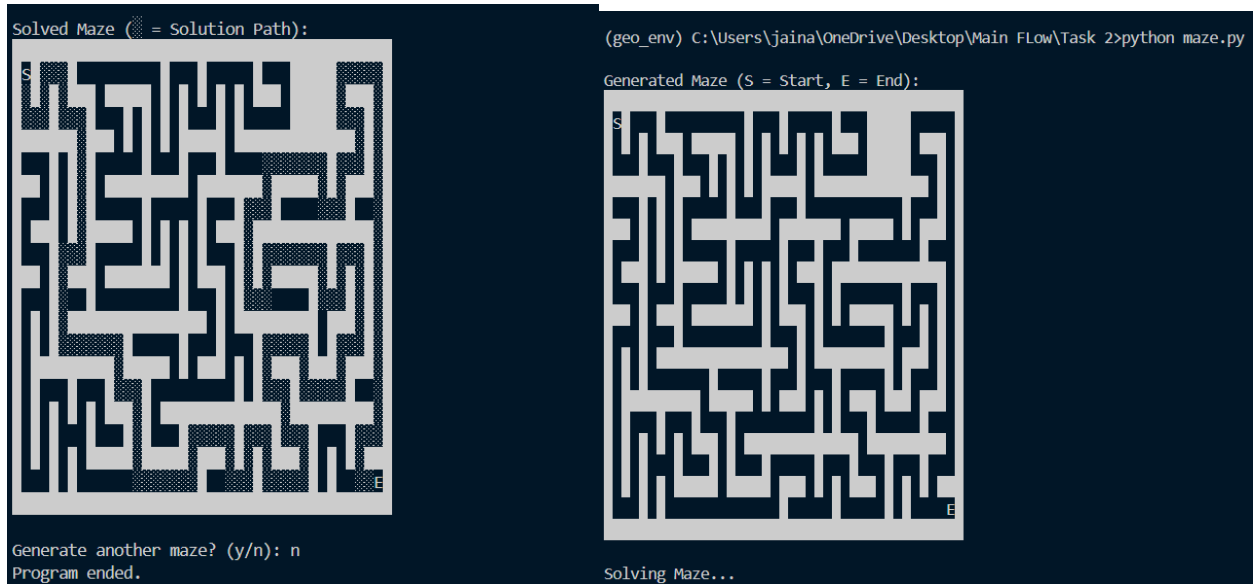 Solved Maze (░ = Solution Path):
S
E
Generate another maze? (y/n): n
Program ended.
(geo_env) C:\Users\jaina\OneDrive\Desktop\Main FLow\Task 2>python maze.py
Generated Maze (S = Start, E = End):
S
E
Solving Maze...